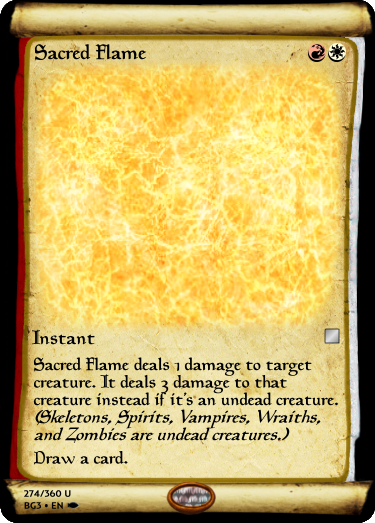 Sacred Flame
Instant
Sacred Flame deals 1 damage to target
creature. It deals 3 damage to that
creature instead if it's an undead creature.
(Skeletons, Spirits, Vampires, Wraiths,
and Zombies are undead creatures.)
Draw a card.
274/360 U
BG3 • EN